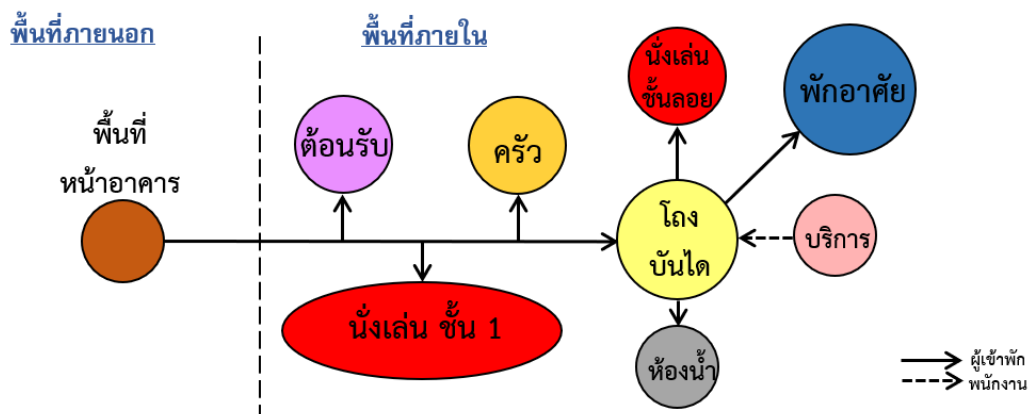 พื้นที่ภายนอก
พื้นที่ภายใน
พื้นที่
หน้าอาคาร
ต้อนรับ
ครัว
นั่งเล่น ชั้น 1
นั่งเล่น
ชั้นลอย
พักอาศัย
โถง
บันได
บริการ
ห้องน้ำ
ผู้เข้าพัก
พนักงาน